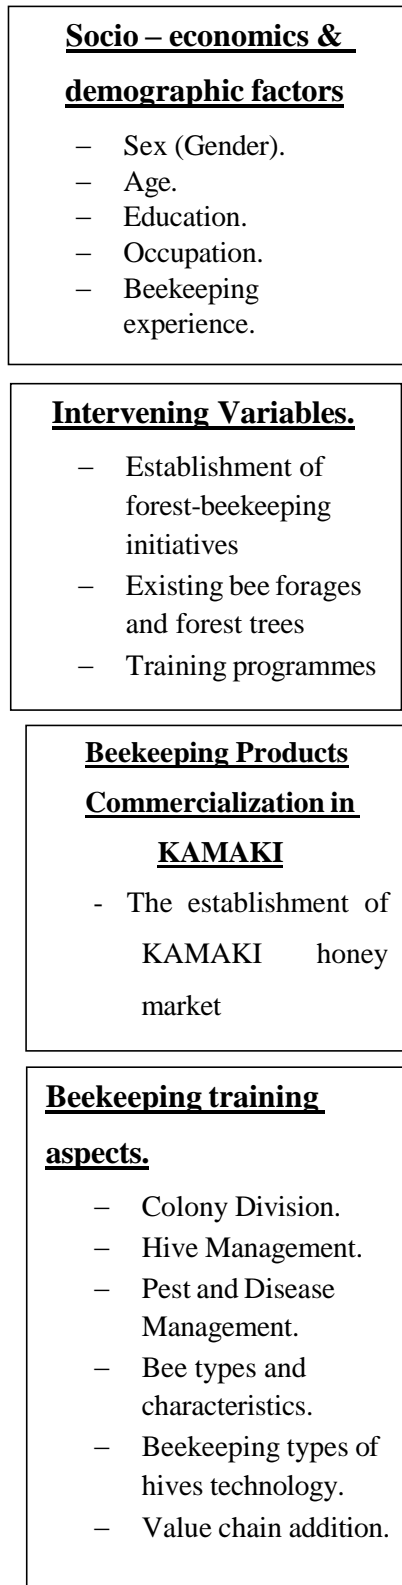 Socio – economics &
demographic factors
– Sex (Gender).
– Age.
– Education.
– Occupation.
– Beekeeping
experience.
Intervening Variables.
– Establishment of
forest-beekeeping
initiatives
– Existing bee forages
and forest trees
– Training programmes
Beekeeping Products
Commercialization in
KAMAKI
- The establishment of
KAMAKI honey
market
Beekeeping training
aspects.
– Colony Division.
– Hive Management.
– Pest and Disease
Management.
– Bee types and
characteristics.
– Beekeeping types of
hives technology.
– Value chain addition.